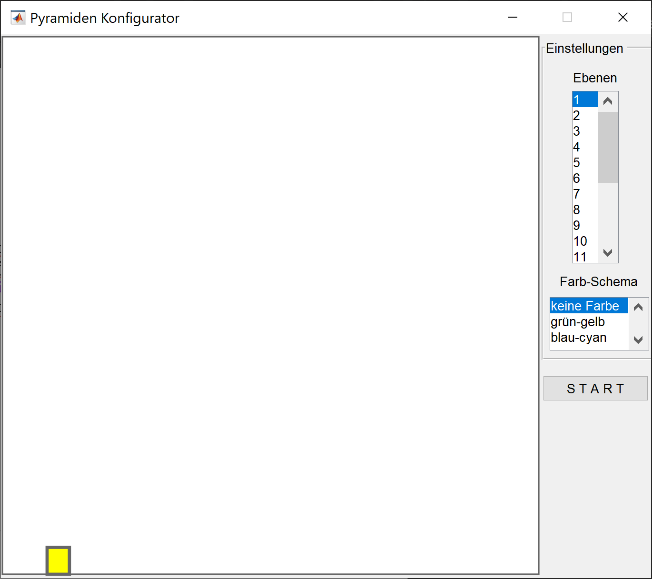 Pyramiden Konfigurator
Einstellungen
Ebenen
1
2
3
4
5
6
7
8
9
10
11
Farb-Schema
keine Farbe
grün-gelb
blau-cyan
S T A R T